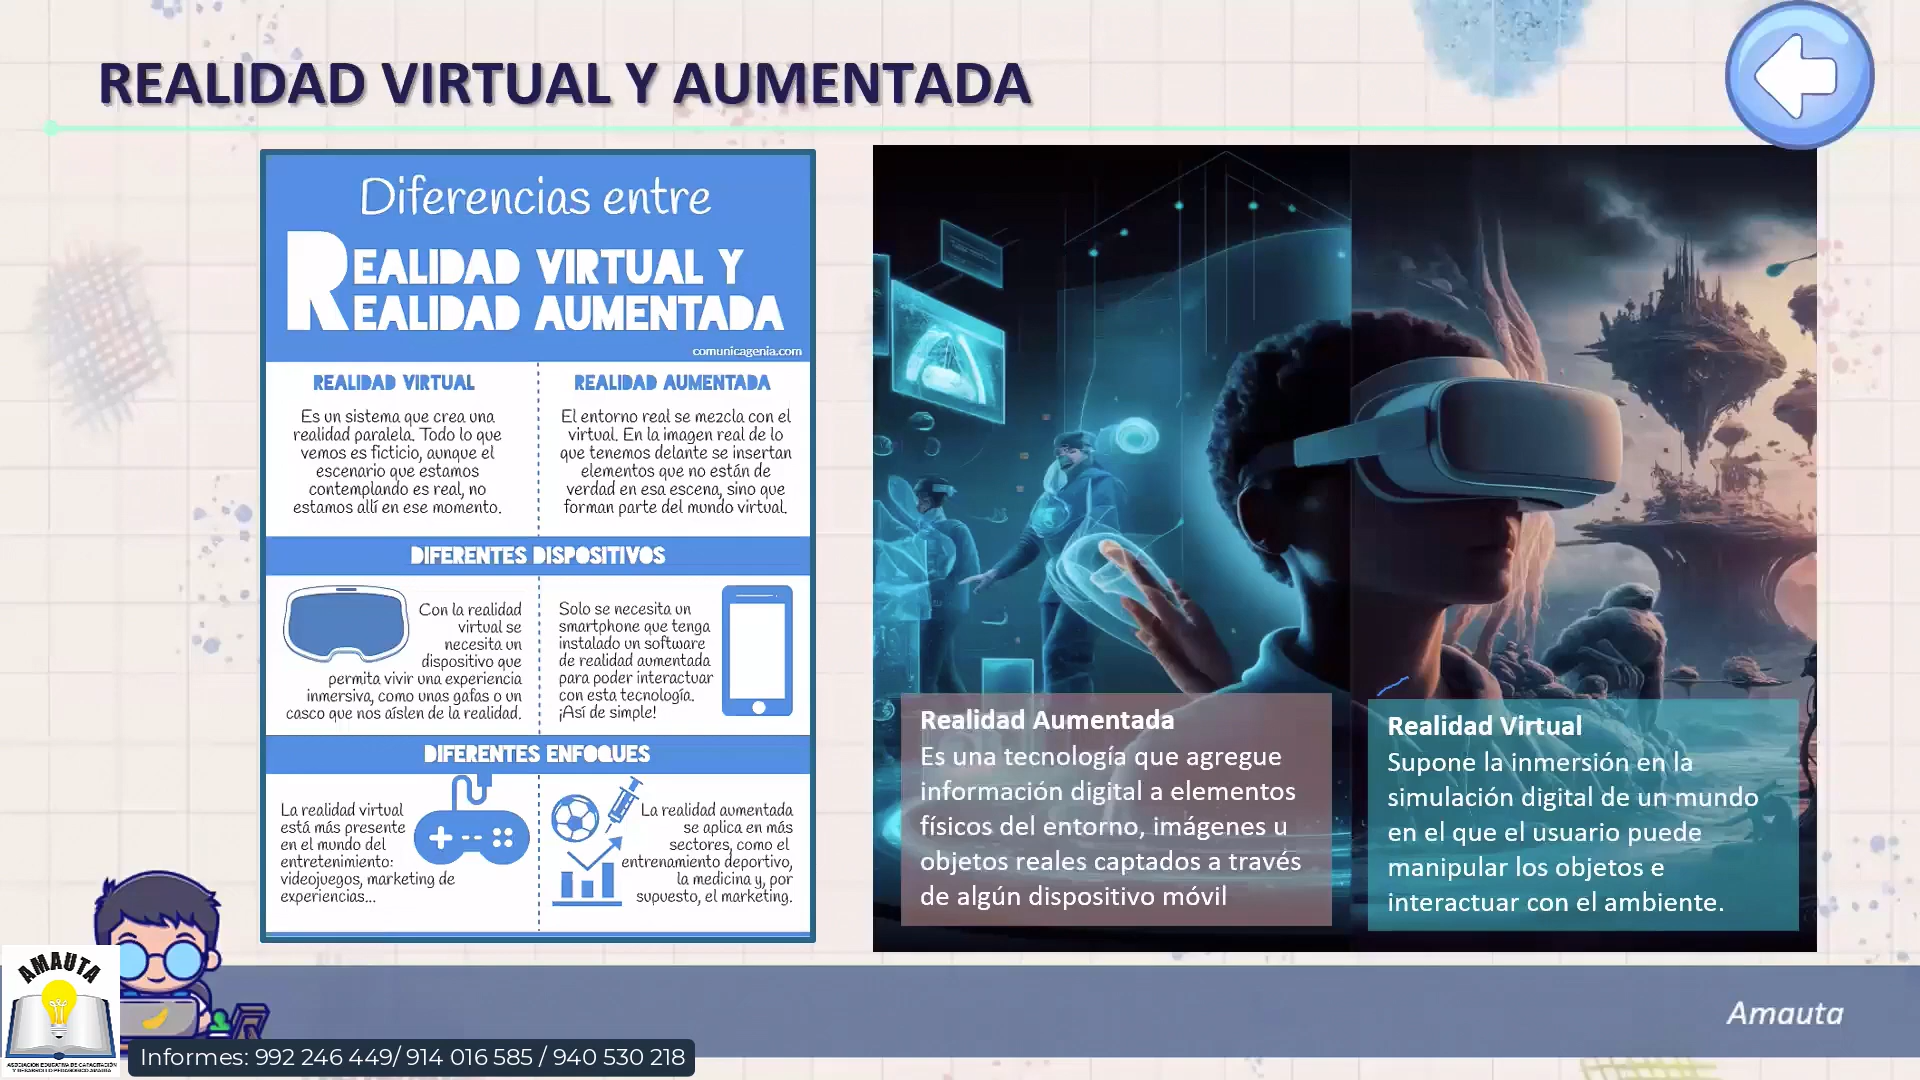 REALIDAD VIRTUAL Y AUMENTADA
Diferencias entre
REALIDAD VIRTUAL Y
REALIDAD AUMENTADA
comunicagenia.com
REALIDAD VIRTUAL
Es un sistema que crea una
realidad paralela. Todo lo que
vemos es ficticio, aunque el
escenario que estamos
contemplando es real, no
estamos allí en ese momento.
REALIDAD AUMENTADA
El entorno real se mezcla con el
virtual. En la imagen real de lo
que tenemos delante se insertan
elementos que no están de
verdad en esa escena, sino que
forman parte del mundo virtual.
DIFERENTES DISPOSITIVOS
Con la realidad
virtual se
necesita un
dispositivo que
permita vivir una experiencia
inmersiva, como unas gafas o un
casco que nos aíslen de la realidad.
Solo se necesita un
smartphone que tenga
instalado un software
de realidad aumentada
para poder interactuar
con esta tecnología.
¡Así de simple!
DIFERENTES ENFOQUES
La realidad virtual
está más presente
en el mundo del
entretenimiento:
videojuegos, marketing de
experiencias...
La realidad aumentada
se aplica en más
sectores, como el
entrenamiento deportivo,
la medicina y, por
supuesto, el marketing.
Realidad Aumentada
Es una tecnología que agregue
información digital a elementos
físicos del entorno, imágenes u
objetos reales captados a través
de algún dispositivo móvil
Realidad Virtual
Supone la inmersión en la
simulación digital de un mundo
en el que el usuario puede
manipular los objetos e
interactuar con el ambiente.
AMAUTA
ASOCIACION EDUCATIVA DE CAPACITACIÓN
Y DESARROLLO PEDAGOGICO AMAUTA
Informes: 992 246 449/ 914 016 585 / 940 530 218
Amauta